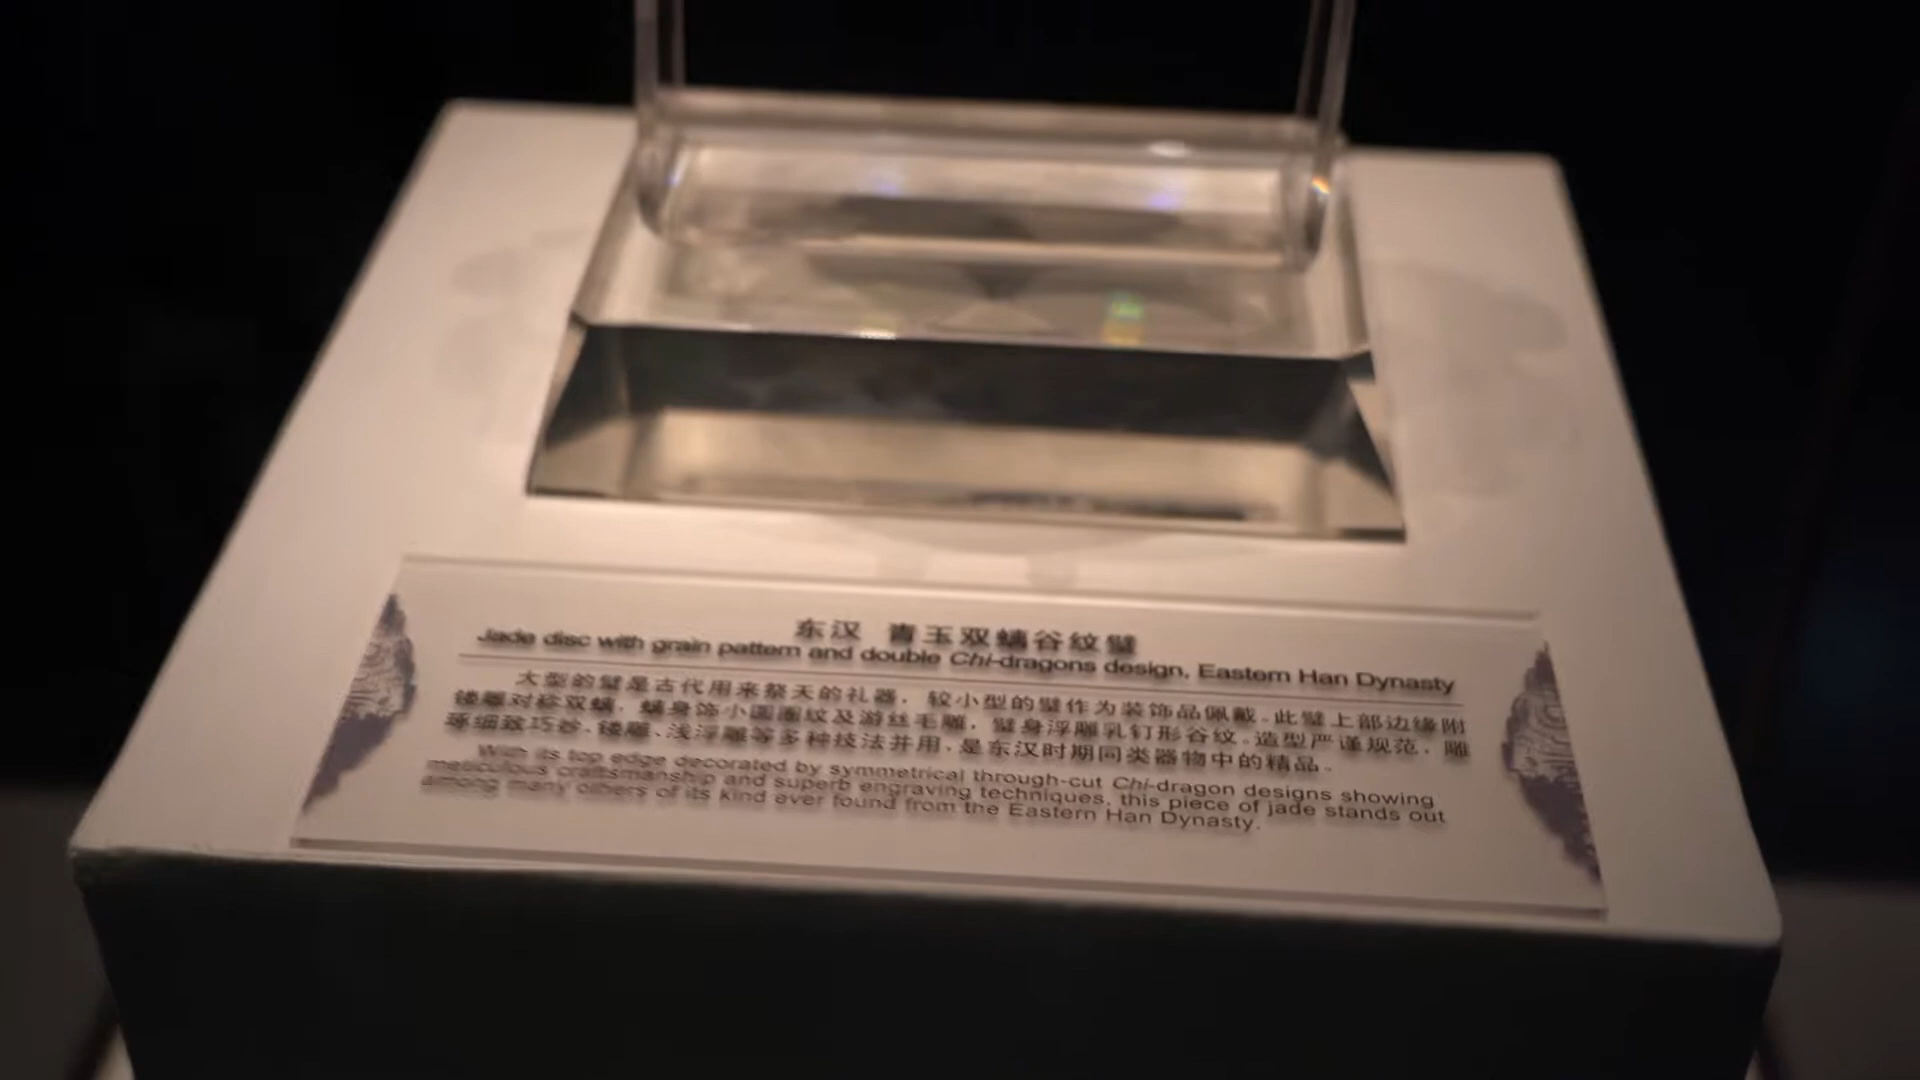 东汉 青玉双螭谷纹璧
Jade disc with grain pattern and double Chi-dragons design, Eastern Han Dynasty
大型的璧是古代用来祭天的礼器，较小型的璧作为装饰品佩戴。此璧上部边缘附
镂雕对称双螭，螭身饰小圆圈纹及游丝毛雕，璧身浮雕乳钉形谷纹。造型严谨规范，雕
琢细致巧妙。镂雕、浅浮雕等多种技法并用，是东汉时期同类器物中的精品。
With its top edge decorated by symmetrical through-cut Chi-dragon designs showing
meticulous craftsmanship and superb engraving techniques, this piece of jade stands out
among many others of its kind ever found from the Eastern Han Dynasty.